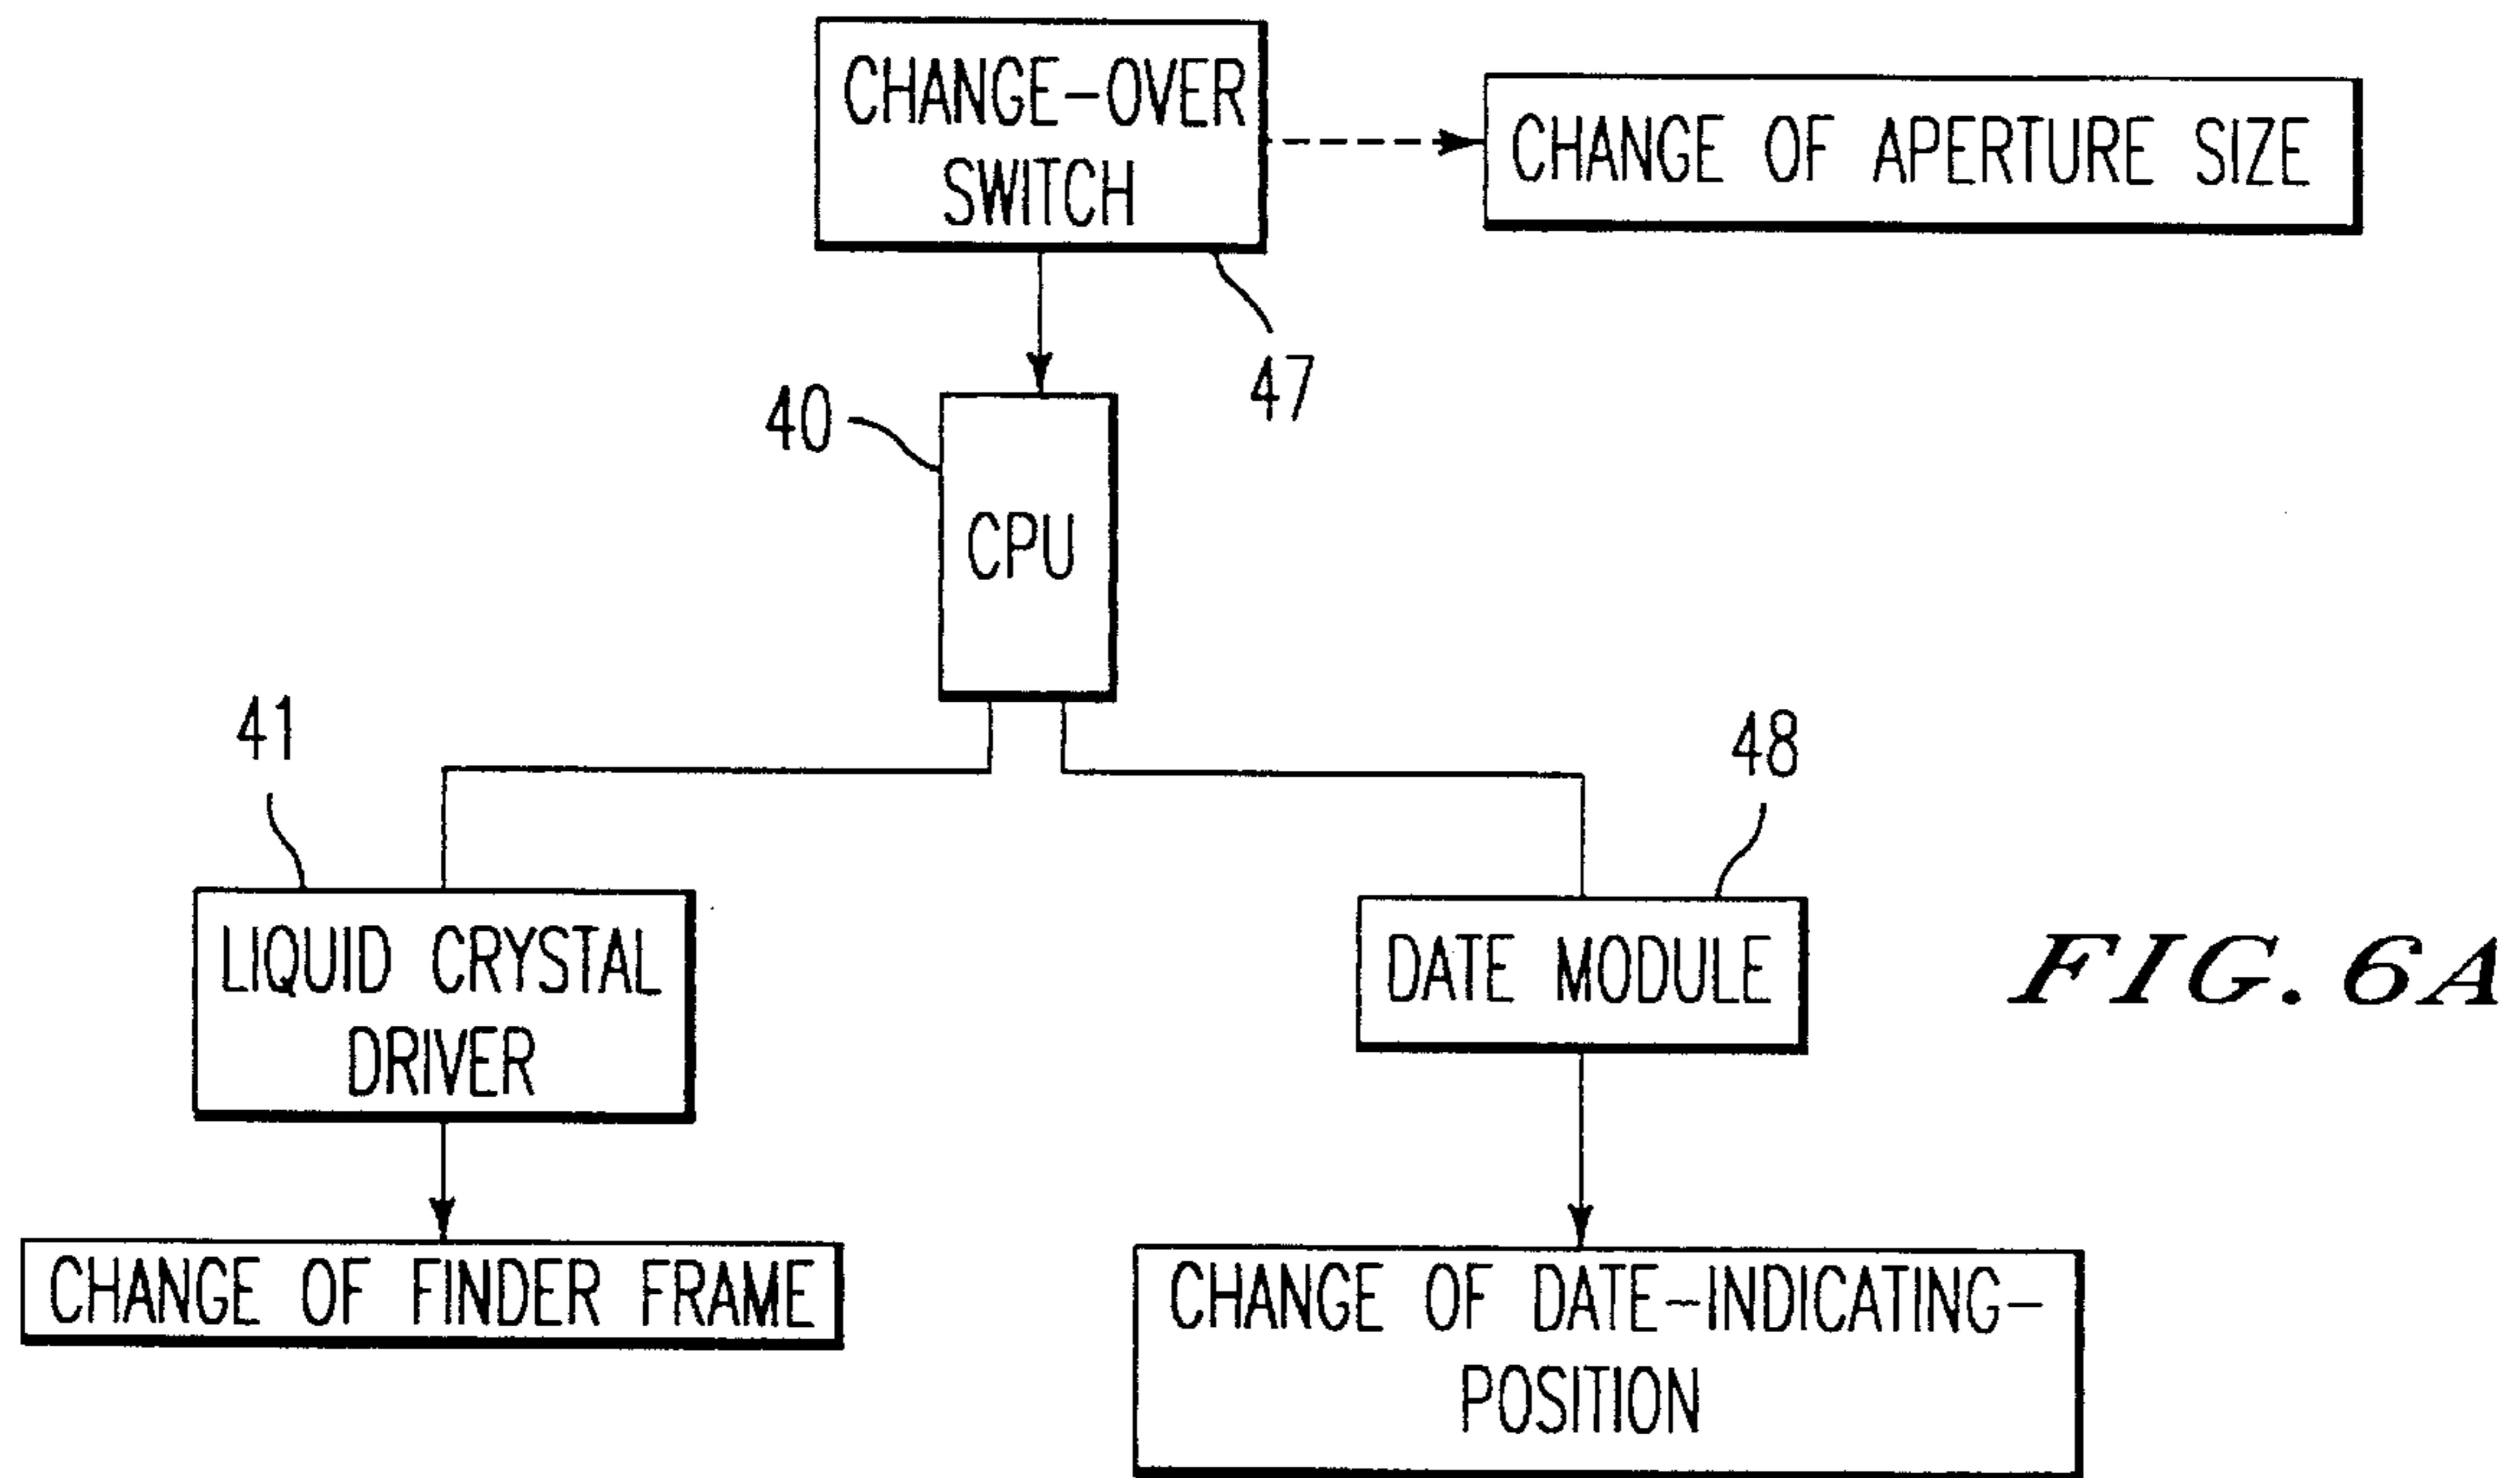 CHANGE-OVER
SWITCH
CHANGE OF APERTURE SIZE
47
40
CPU
41
48
LIQUID CRYSTAL
DRIVER
DATE MODULE
FIG. 6A
CHANGE OF FINDER FRAME
CHANGE OF DATE-INDICATING-
POSITION